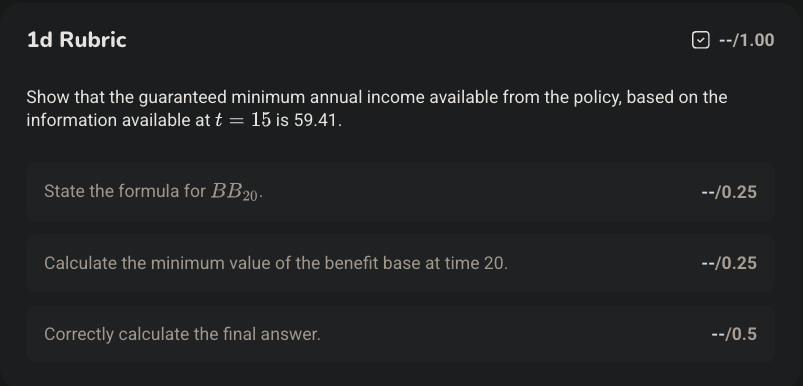 1d Rubric
--/1.00
Show that the guaranteed minimum annual income available from the policy, based on the
information available at t = 15 is 59.41.
State the formula for BB₂₀.
--/0.25
Calculate the minimum value of the benefit base at time 20.
--/0.25
Correctly calculate the final answer.
--/0.5